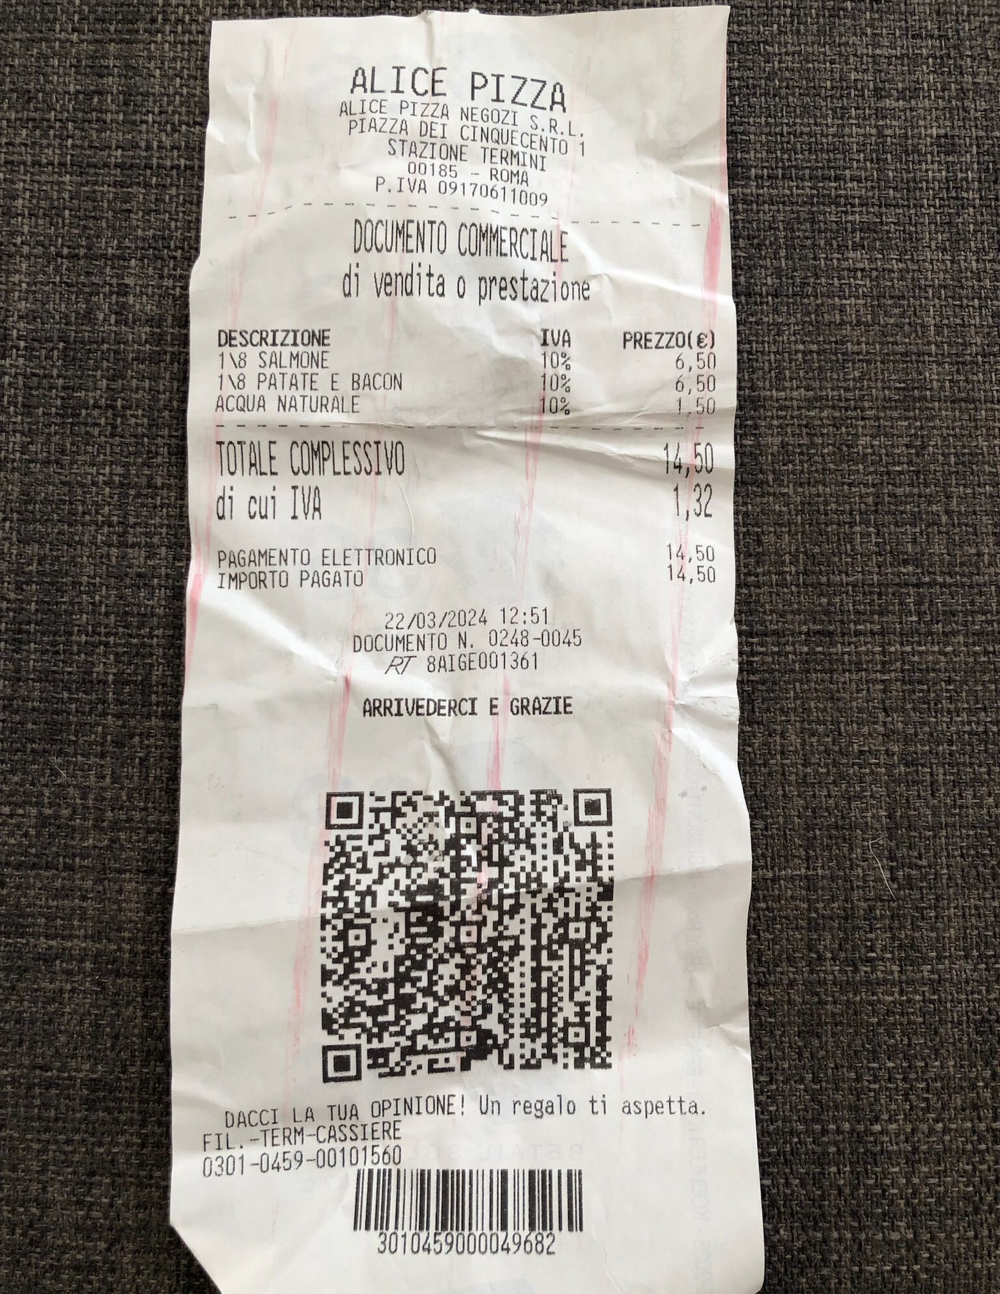 ALICE PIZZA
ALICE PIZZA NEGOZI S.R.L.
PIAZZA DEI CINQUECENTO 1
STAZIONE TERMINI
00185 - ROMA
P.IVA 09170611009
DOCUMENTO COMMERCIALE
di vendita o prestazione
DESCRIZIONE IVA PREZZO(€)
1\8 SALMONE 10% 6,50
1\8 PATATE E BACON 10% 6,50
ACQUA NATURALE 10% 1,50
TOTALE COMPLESSIVO 14,50
di cui IVA 1,32
PAGAMENTO ELETTRONICO 14,50
IMPORTO PAGATO 14,50
22/03/2024 12:51
DOCUMENTO N. 0248-0045
RT 8AIGE001361
ARRIVEDERCI E GRAZIE
DACCI LA TUA OPINIONE! Un regalo ti aspetta.
FIL.-TERM-CASSIERE
0301-0459-00101560
3010459000049682